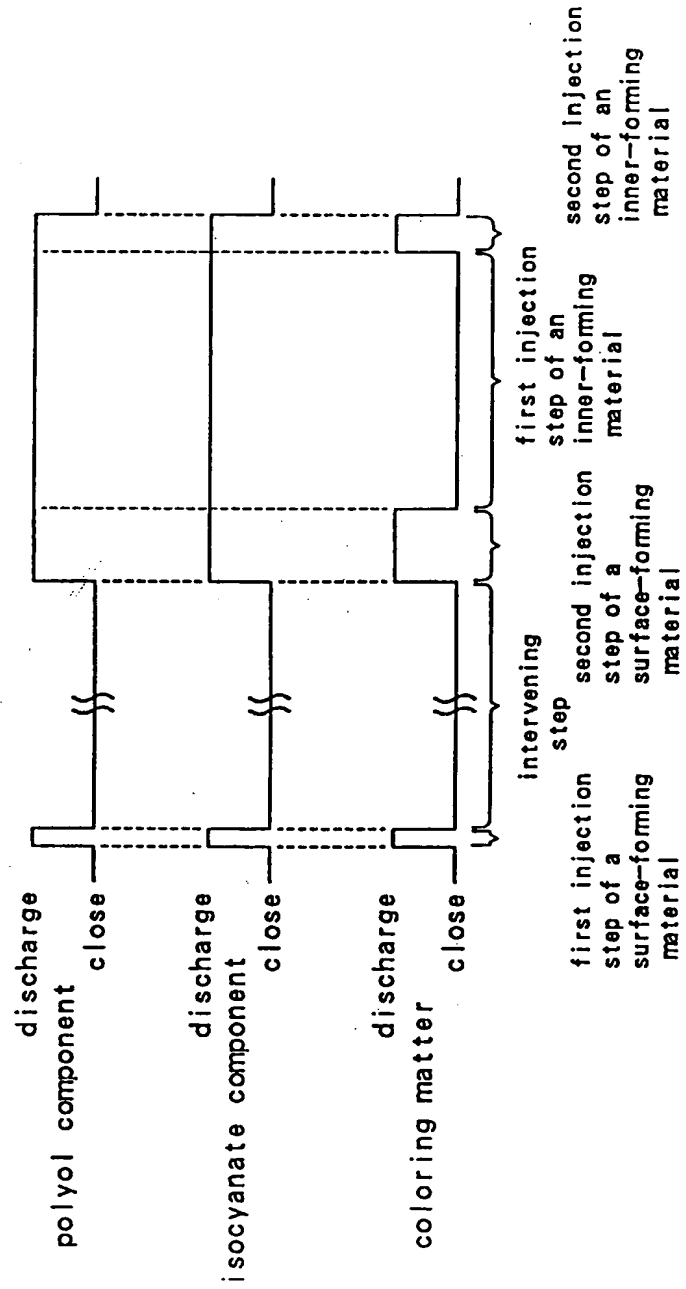 discharge
polyol component
close
discharge
isocyanate component
close
discharge
coloring matter
close
first injection
step of a
surface-forming
material
intervening
step
second injection
step of a
surface-forming
material
first injection
step of an
inner-forming
material
second Injection
step of an
inner-forming
material